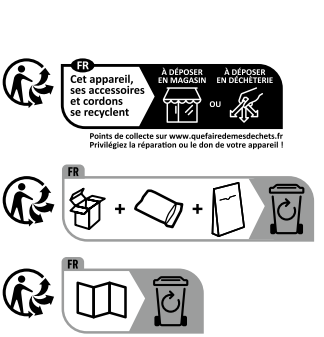 FR
Cet appareil,
ses accessoires
et cordons
se recyclent
À DÉPOSER
EN MAGASIN
OU
À DÉPOSER
EN DÉCHÈTERIE
Points de collecte sur www.quefairedemesdechets.fr
Privilégiez la réparation ou le don de votre appareil !
FR
+
+
FR